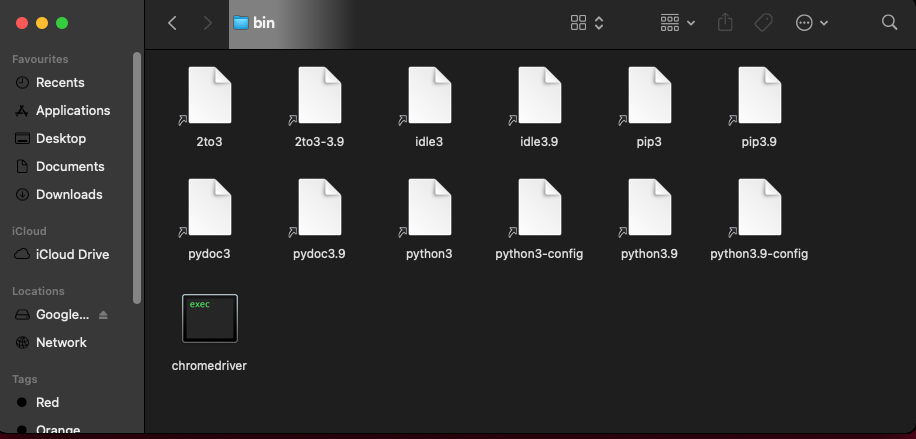 bin
Favourites
Recents
Applications
Desktop
Documents
Downloads
iCloud
iCloud Drive
Locations
Google...
Network
Tags
Red
Orange
2to3
2to3-3.9
idle3
idle3.9
pip3
pip3.9
pydoc3
pydoc3.9
python3
python3-config
python3.9
python3.9-config
exec
chromedriver